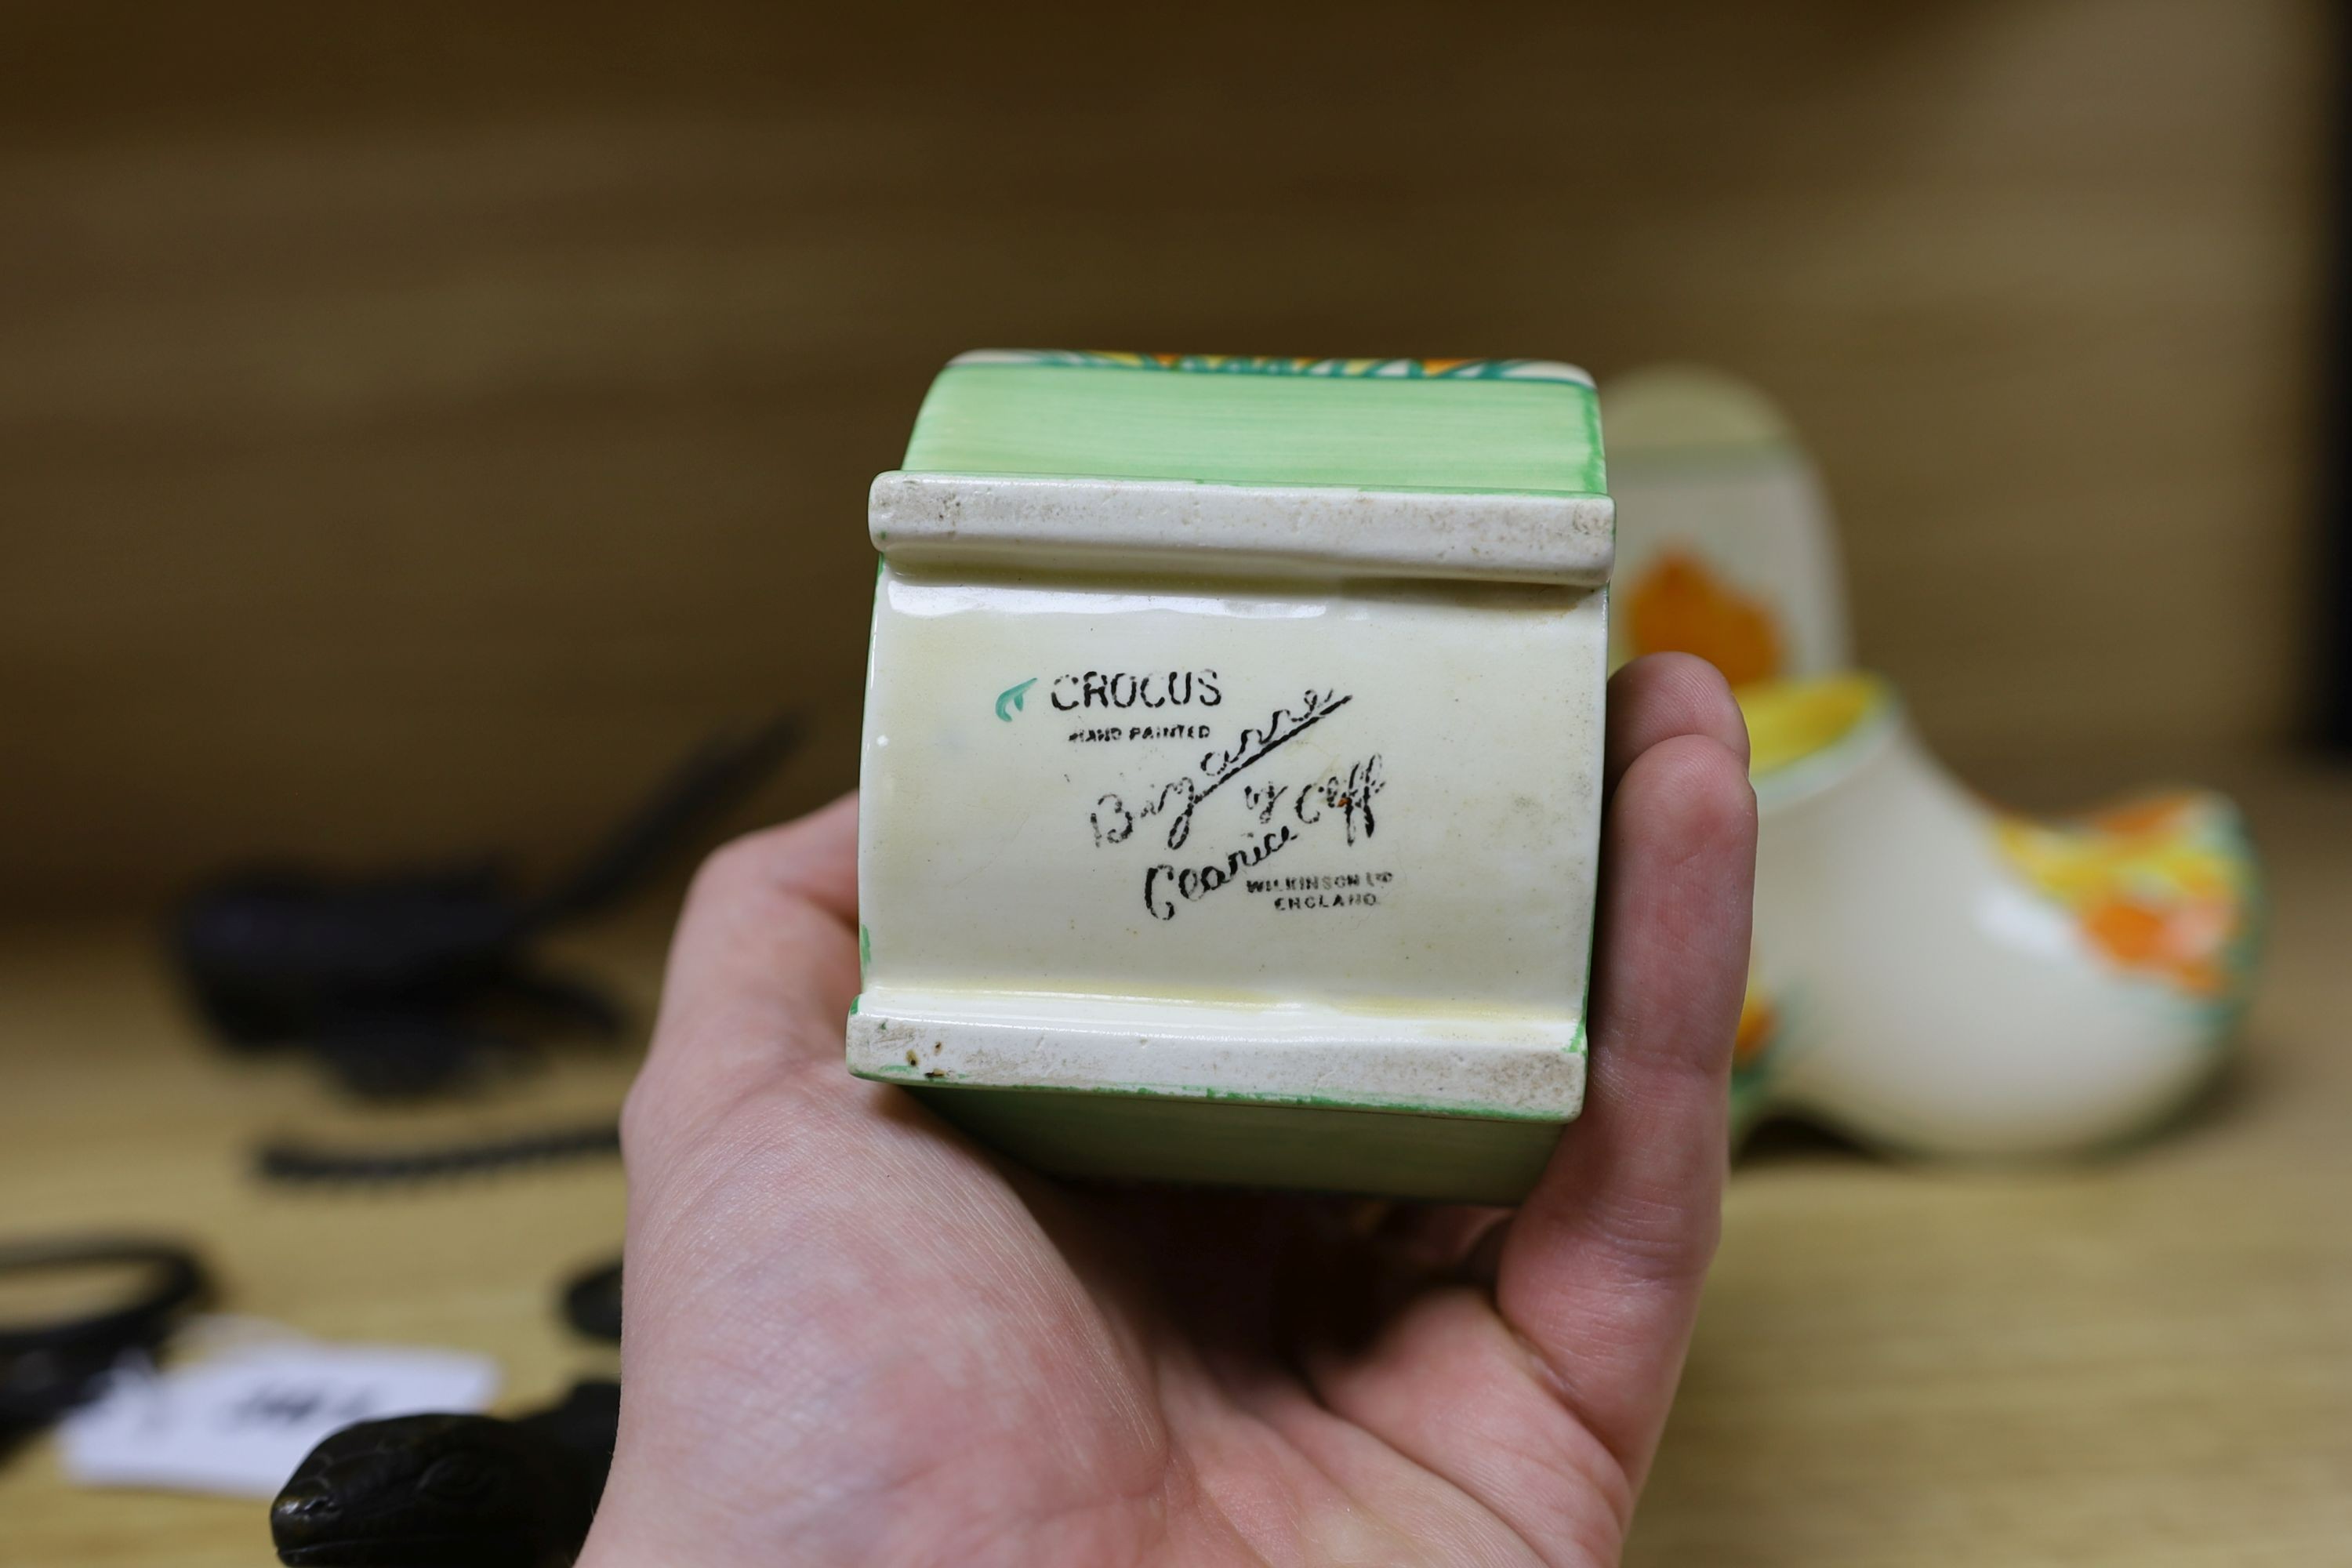 CROCUS
HAND PAINTED
Bizarre
by
Clarice Cliff
WILKINSON LTD
ENGLAND.